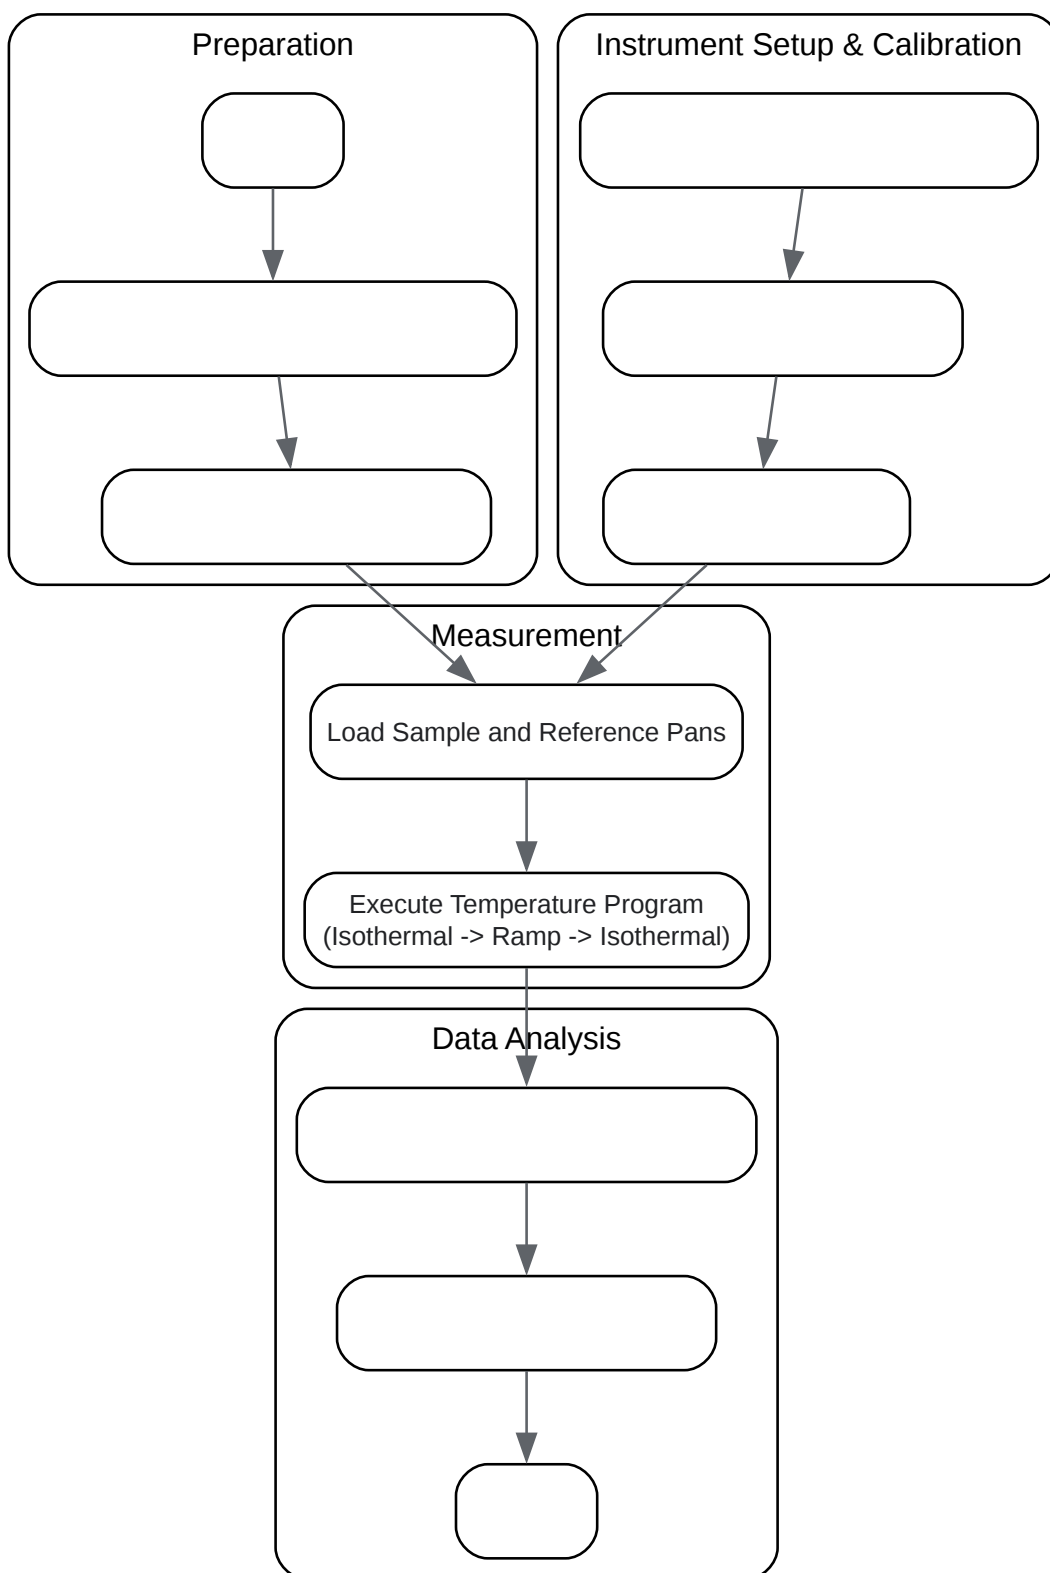 Preparation
Instrument Setup & Calibration
Measurement
Load Sample and Reference Pans
Execute Temperature Program
(Isothermal -> Ramp -> Isothermal)
Data Analysis